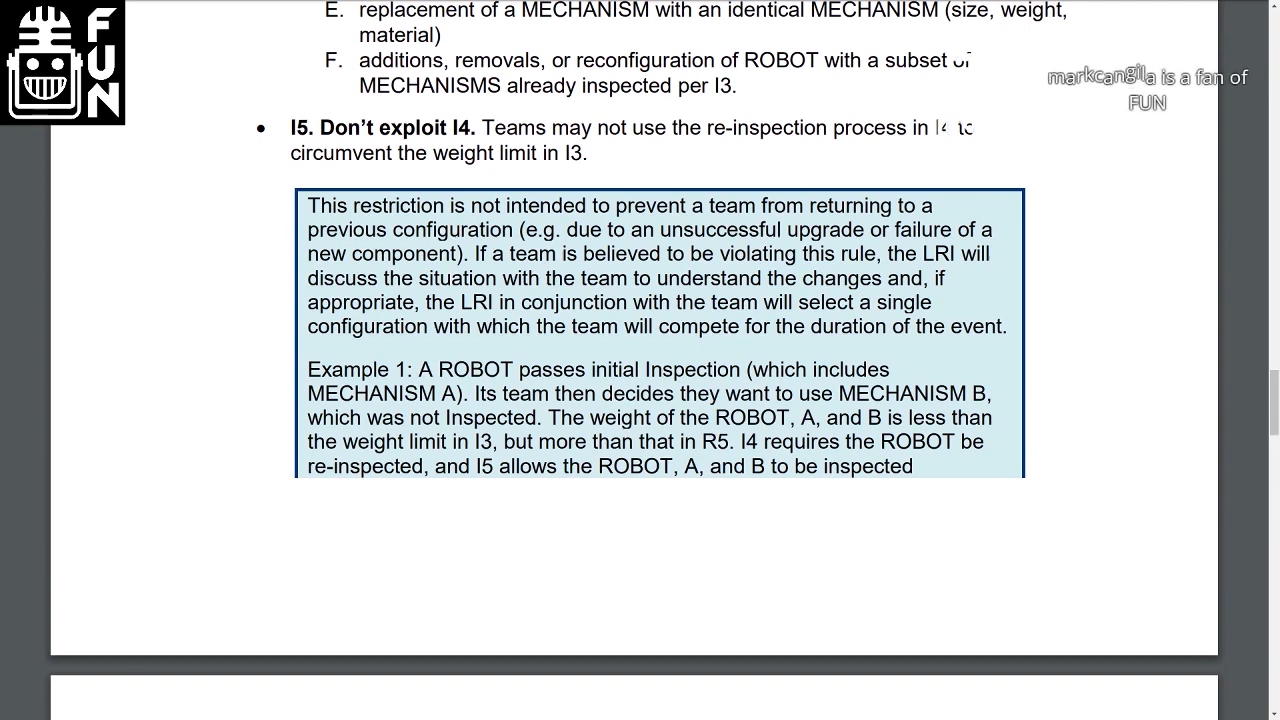 FUN
E. replacement of a MECHANISM with an identical MECHANISM (size, weight,
material)
F. additions, removals, or reconfiguration of ROBOT with a subset of
MECHANISMS already inspected per I3.
markcangila is a fan of
FUN
• I5. Don’t exploit I4. Teams may not use the re-inspection process in I4 to
circumvent the weight limit in I3.
This restriction is not intended to prevent a team from returning to a
previous configuration (e.g. due to an unsuccessful upgrade or failure of a
new component). If a team is believed to be violating this rule, the LRI will
discuss the situation with the team to understand the changes and, if
appropriate, the LRI in conjunction with the team will select a single
configuration with which the team will compete for the duration of the event.
Example 1: A ROBOT passes initial Inspection (which includes
MECHANISM A). Its team then decides they want to use MECHANISM B,
which was not Inspected. The weight of the ROBOT, A, and B is less than
the weight limit in I3, but more than that in R5. I4 requires the ROBOT be
re-inspected, and I5 allows the ROBOT, A, and B to be inspected